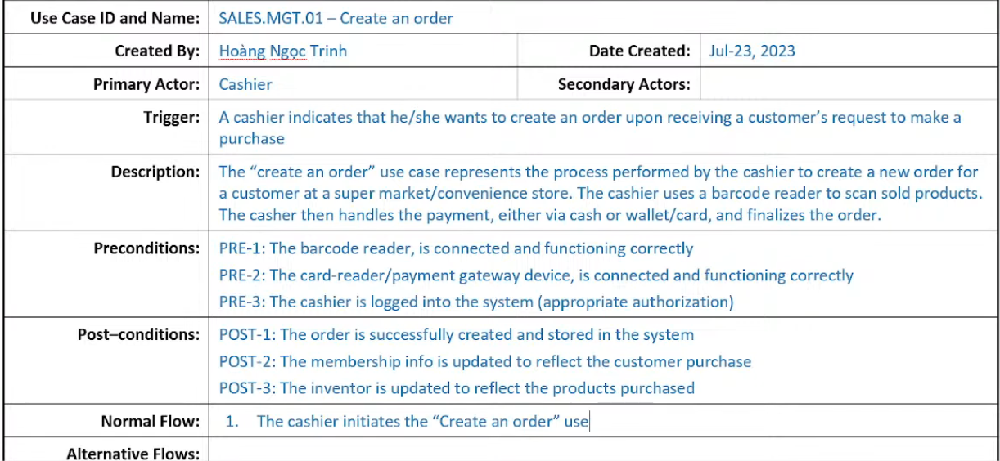 Use Case ID and Name: SALES.MGT.01 – Create an order
Created By: Hoàng Ngọc Trinh Date Created: Jul-23, 2023
Primary Actor: Cashier Secondary Actors:
Trigger: A cashier indicates that he/she wants to create an order upon receiving a customer’s request to make a
purchase
Description: The “create an order” use case represents the process performed by the cashier to create a new order for
a customer at a super market/convenience store. The cashier uses a barcode reader to scan sold products.
The casher then handles the payment, either via cash or wallet/card, and finalizes the order.
Preconditions: PRE-1: The barcode reader, is connected and functioning correctly
PRE-2: The card-reader/payment gateway device, is connected and functioning correctly
PRE-3: The cashier is logged into the system (appropriate authorization)
Post–conditions: POST-1: The order is successfully created and stored in the system
POST-2: The membership info is updated to reflect the customer purchase
POST-3: The inventor is updated to reflect the products purchased
Normal Flow: 1. The cashier initiates the “Create an order” use
Alternative Flows: